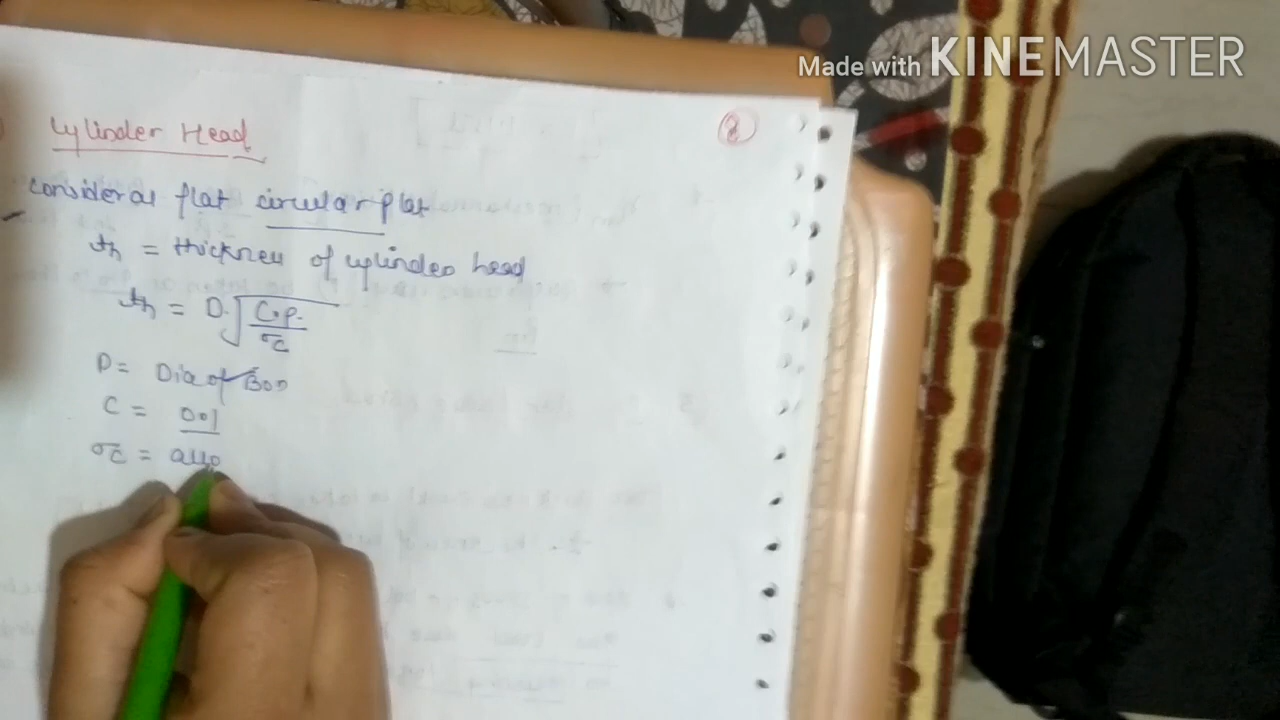 Made with KINEMASTER
Cylinder Head
2
consider as flat circular plat
th = thickness of cylinder head
th = D √(C.P. / σc)
D = Dia of Bore
C = 0.1
σc = allo